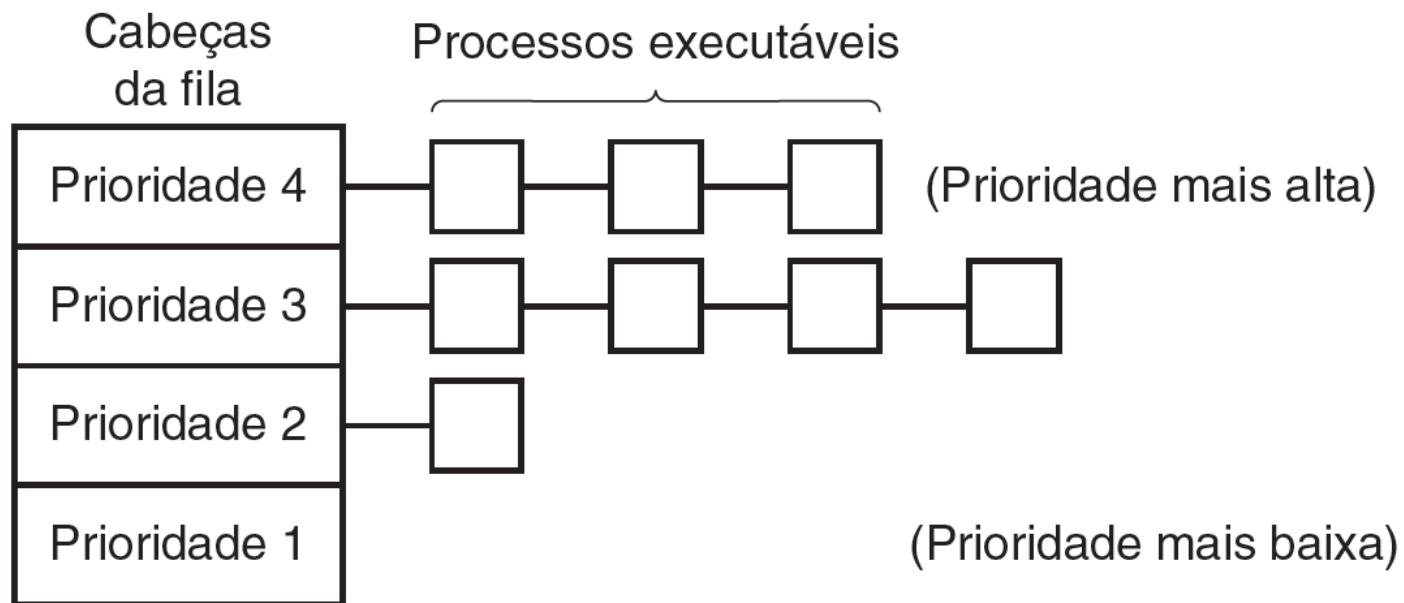 Cabeças
da fila
Processos executáveis
Prioridade 4
(Prioridade mais alta)
Prioridade 3
Prioridade 2
Prioridade 1
(Prioridade mais baixa)